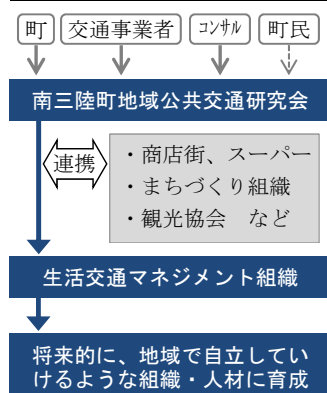 町 交通事業者 コンサル 町民
南三陸町地域公共交通研究会
連携
・商店街、スーパー
・まちづくり組織
・観光協会　など
生活交通マネジメント組織
将来的に、地域で自立してい
けるような組織・人材に育成